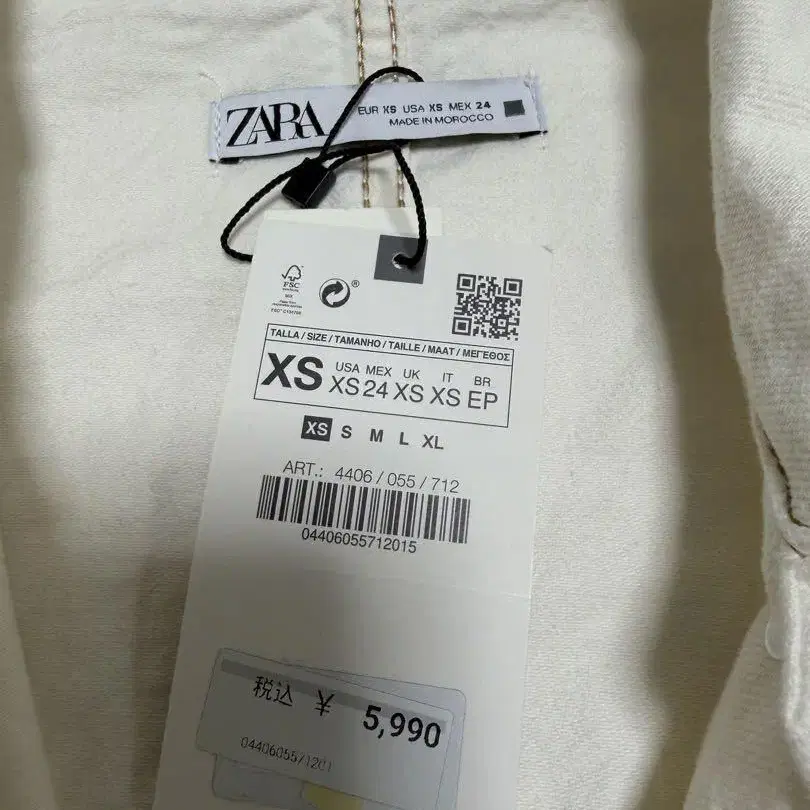 ZARA
EUR XS USA XS MEX 24
MADE IN MOROCCO
FSC
MIX
®
TALLA / SIZE / TAMANHO / TAILLE / MAAT / ΜΕΓΕΘΟΣ
XS
USA MEX UK IT BR
XS 24 XS XS EP
XS S M L XL
ART.: 4406 / 055 / 712
04406055712015
税込 ¥ 5,990